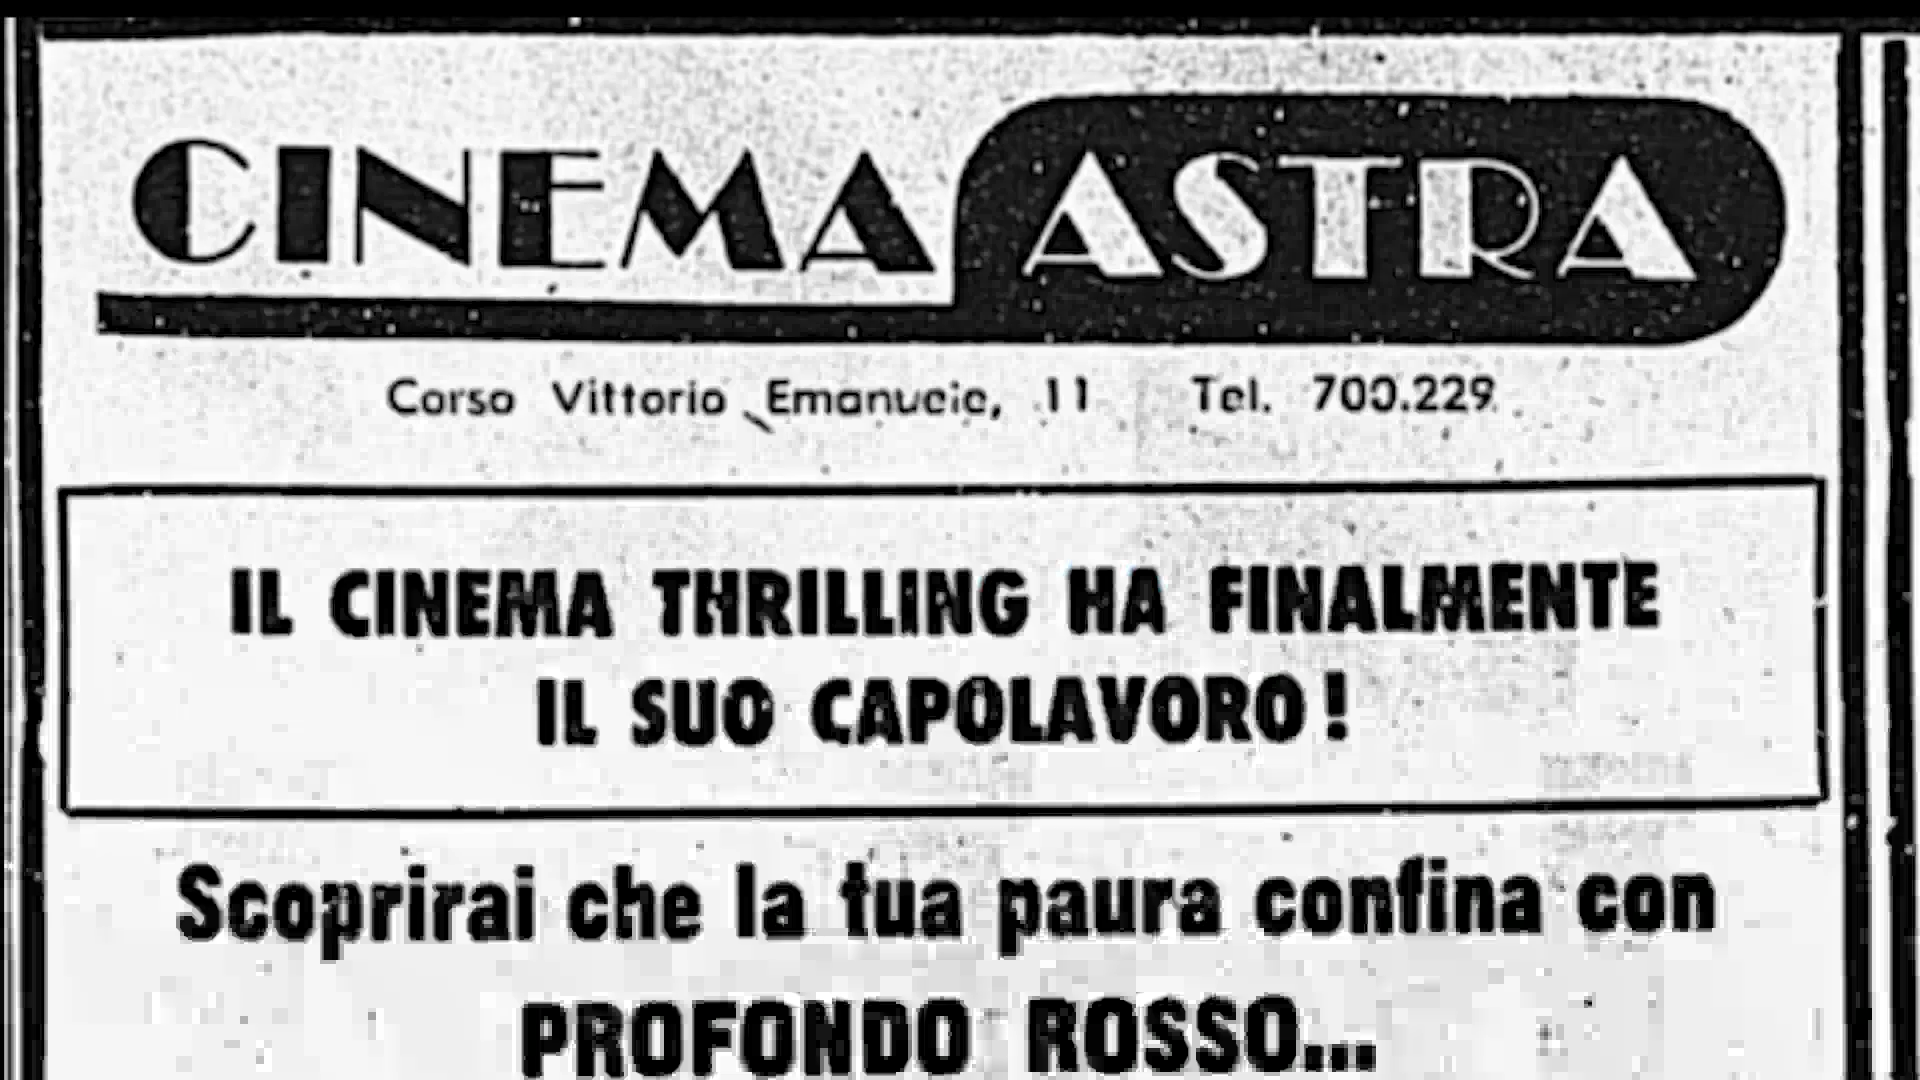 CINEMA ASTRA
Corso Vittorio Emanuele, 11 Tel. 700.229
IL CINEMA THRILLING HA FINALMENTE
IL SUO CAPOLAVORO!
Scoprirai che la tua paura confina con
PROFONDO ROSSO...